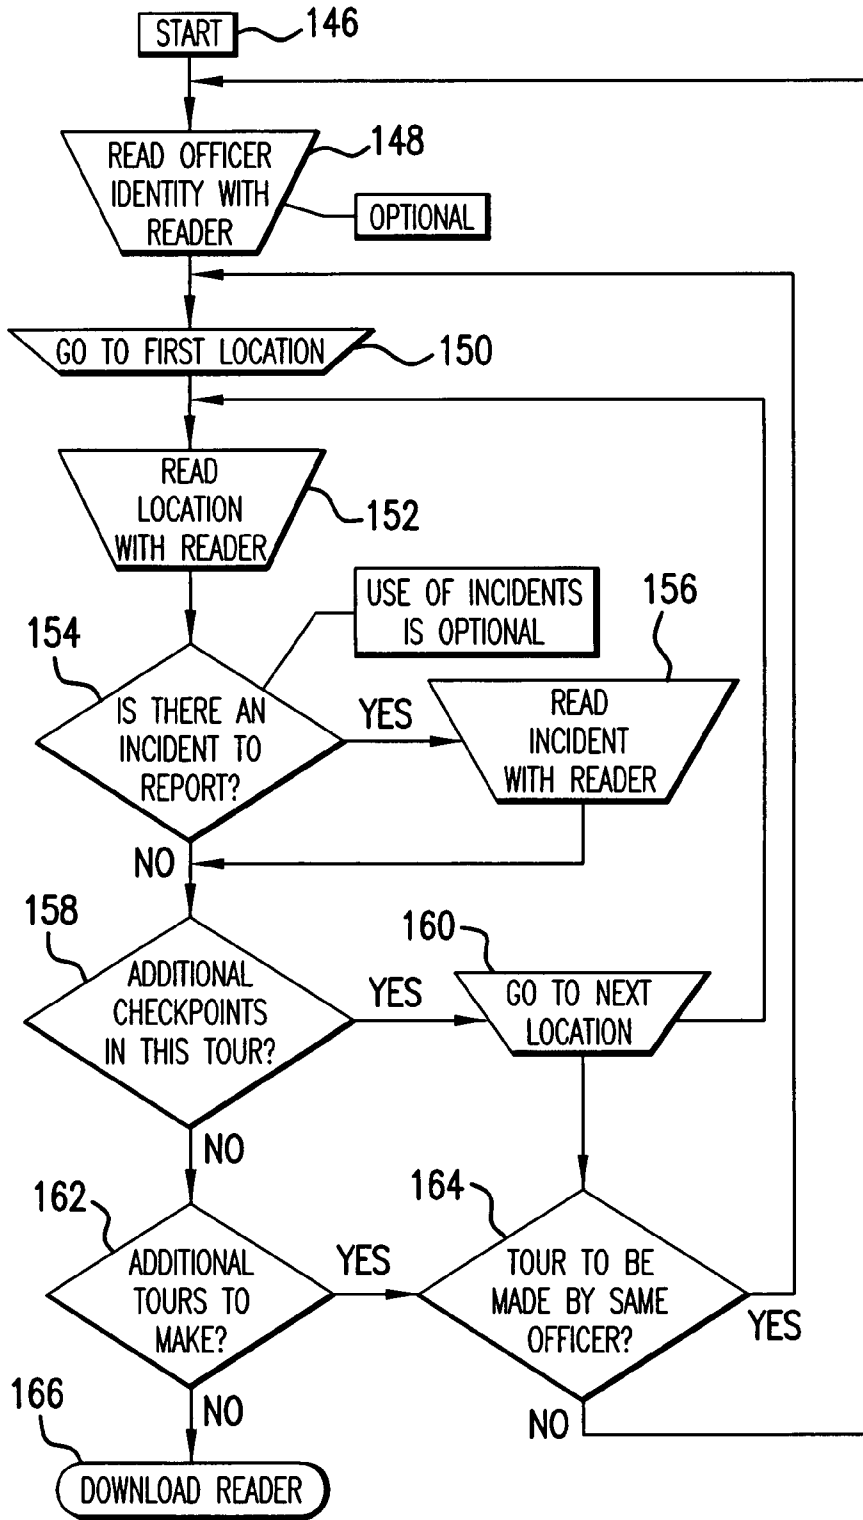 START
146
READ OFFICER
IDENTITY WITH
READER
148
OPTIONAL
GO TO FIRST LOCATION
150
READ
LOCATION
WITH READER
152
USE OF INCIDENTS
IS OPTIONAL
154
IS THERE AN
INCIDENT TO
REPORT?
YES
156
READ
INCIDENT
WITH READER
NO
158
ADDITIONAL
CHECKPOINTS
IN THIS TOUR?
YES
160
GO TO NEXT
LOCATION
NO
162
ADDITIONAL
TOURS TO
MAKE?
YES
164
TOUR TO BE
MADE BY SAME
OFFICER?
YES
NO
NO
166
DOWNLOAD READER